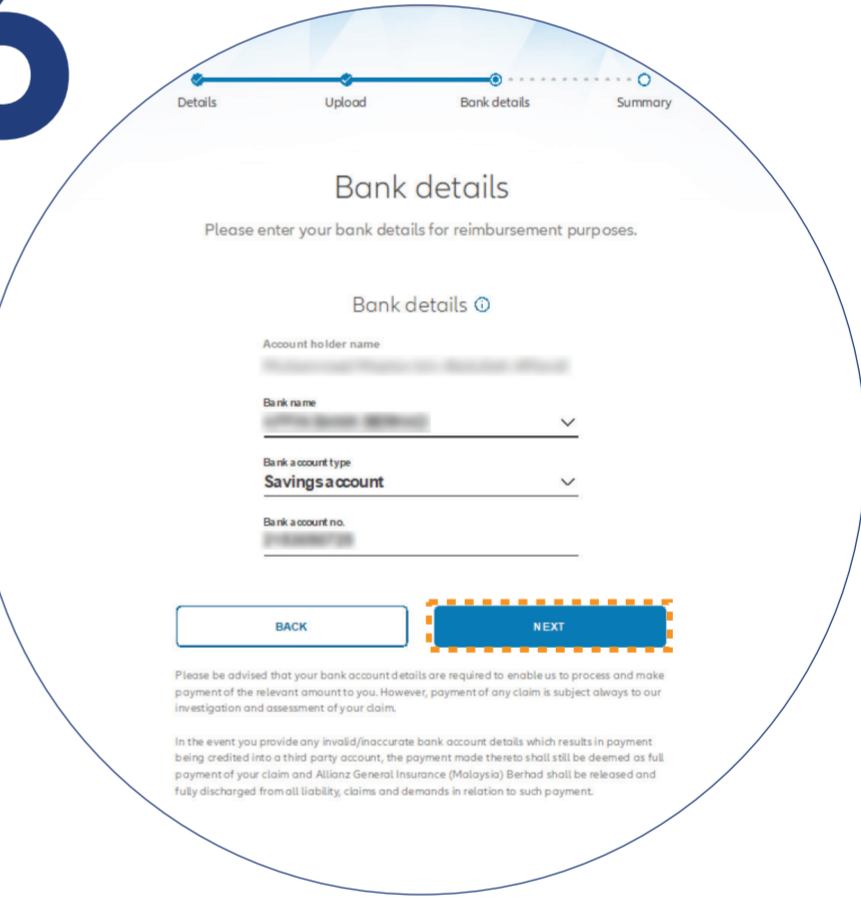 Details Upload Bank details Summary
Bank details
Please enter your bank details for reimbursement purposes.
Bank details
Account holder name
Bank name
Bank account type
Savings account
Bank account no.
BACK NEXT
Please be advised that your bank account details are required to enable us to process and make
payment of the relevant amount to you. However, payment of any claim is subject always to our
investigation and assessment of your claim.
In the event you provide any invalid/inaccurate bank account details which results in payment
being credited into a third party account, the payment made thereto shall still be deemed as full
payment of your claim and Allianz General Insurance (Malaysia) Berhad shall be released and
fully discharged from all liability, claims and demands in relation to such payment.